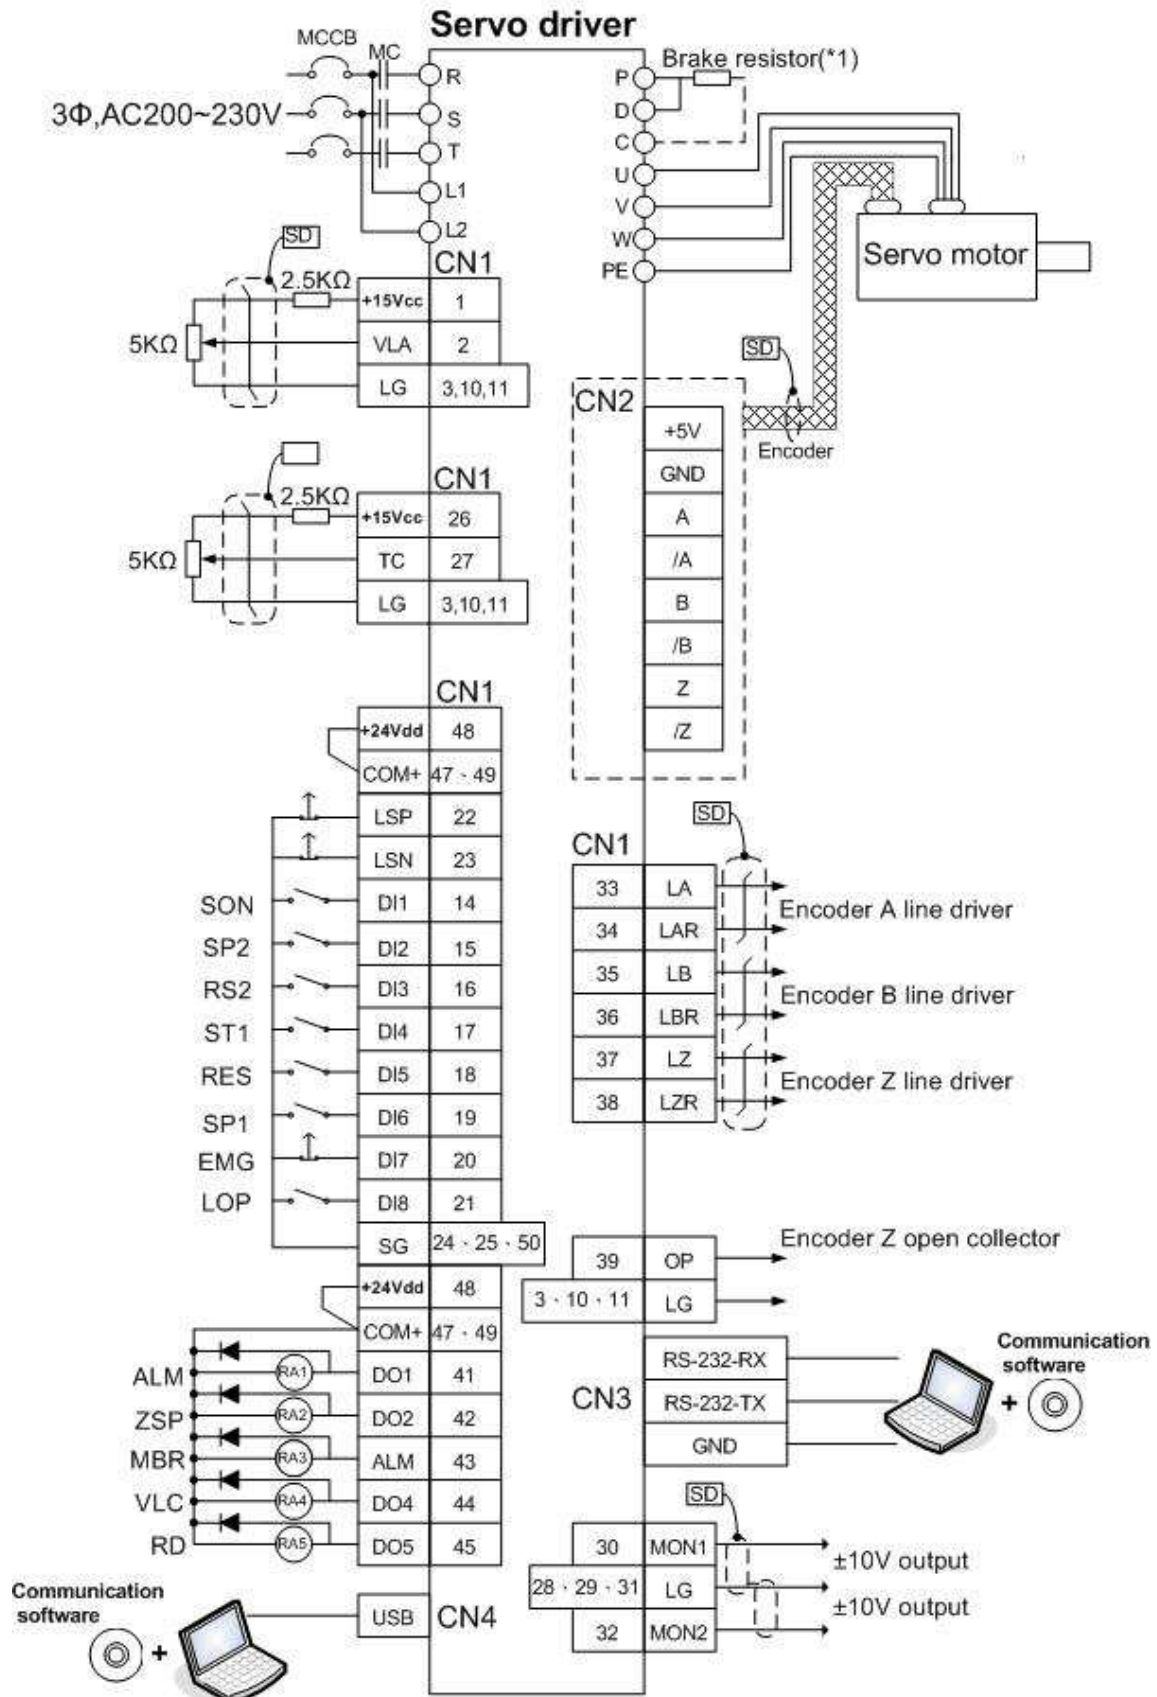 Servo driver
MCCB
MC
3Φ,AC200~230V
R
S
T
L1
L2
P
D
C
U
V
W
PE
Brake resistor(*1)
Servo motor
SD
CN1
2.5KΩ
5KΩ
+15Vcc 1
VLA 2
LG 3,10,11
CN1
2.5KΩ
5KΩ
+15Vcc 26
TC 27
LG 3,10,11
SD
Encoder
CN2
+5V
GND
A
/A
B
/B
Z
/Z
CN1
+24Vdd 48
COM+ 47 · 49
LSP 22
LSN 23
SON DI1 14
SP2 DI2 15
RS2 DI3 16
ST1 DI4 17
RES DI5 18
SP1 DI6 19
EMG DI7 20
LOP DI8 21
SG 24 · 25 · 50
+24Vdd 48
COM+ 47 · 49
ALM RA1 DO1 41
ZSP RA2 DO2 42
MBR RA3 ALM 43
VLC RA4 DO4 44
RD RA5 DO5 45
Communication
software
+
USB CN4
SD
CN1
33 LA
34 LAR
Encoder A line driver
35 LB
36 LBR
Encoder B line driver
37 LZ
38 LZR
Encoder Z line driver
39 OP
Encoder Z open collector
3 · 10 · 11 LG
CN3
RS-232-RX
RS-232-TX
GND
Communication
software
+
SD
30 MON1
±10V output
28 · 29 · 31 LG
±10V output
32 MON2